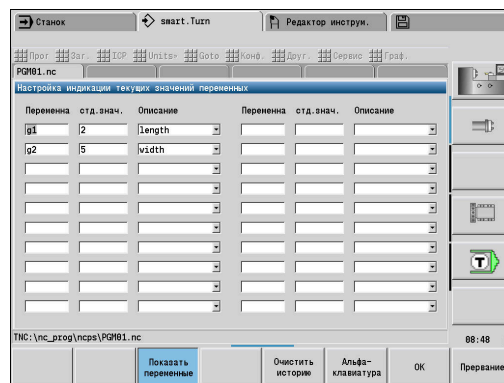 Станок smart.Turn Редактор инструм.
Прог Заг. ICP Units» Goto Конф. Друг. Сервис Граф.
PGM01.nc
Настройка индикации текущих значений переменных
Переменна стд.знач. Описание Переменна стд.знач. Описание
g1 2 length
g2 5 width
T
TNC:\nc_prog\ncps\PGM01.nc 08:48
Показать переменные Очистить историю Альфа-клавиатура OK Прервание